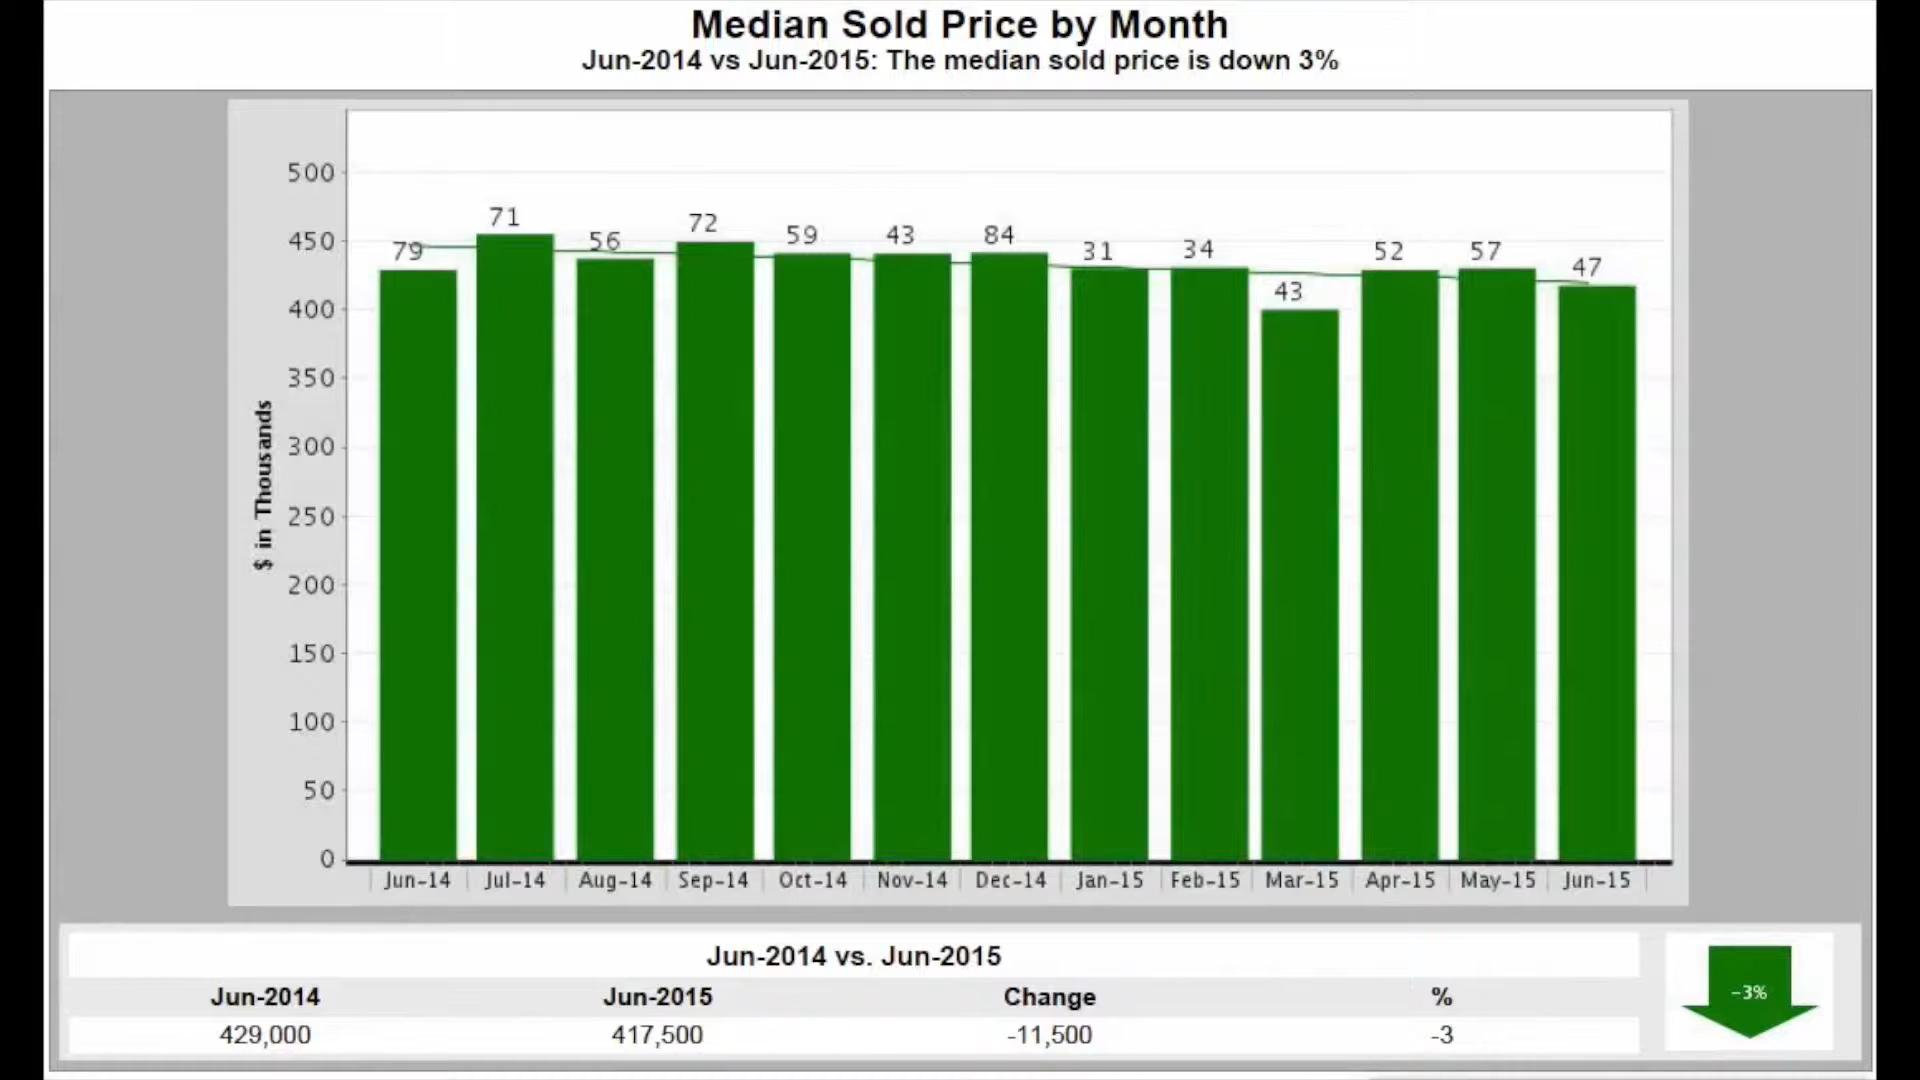 Median Sold Price by Month
Jun-2014 vs Jun-2015: The median sold price is down 3%
$ in Thousands
500
450
400
350
300
250
200
150
100
50
0
79 71 56 72 59 43 84 31 34 43 52 57 47
Jun-14 Jul-14 Aug-14 Sep-14 Oct-14 Nov-14 Dec-14 Jan-15 Feb-15 Mar-15 Apr-15 May-15 Jun-15
Jun-2014 vs. Jun-2015
Jun-2014 Jun-2015 Change %
429,000 417,500 -11,500 -3
-3%